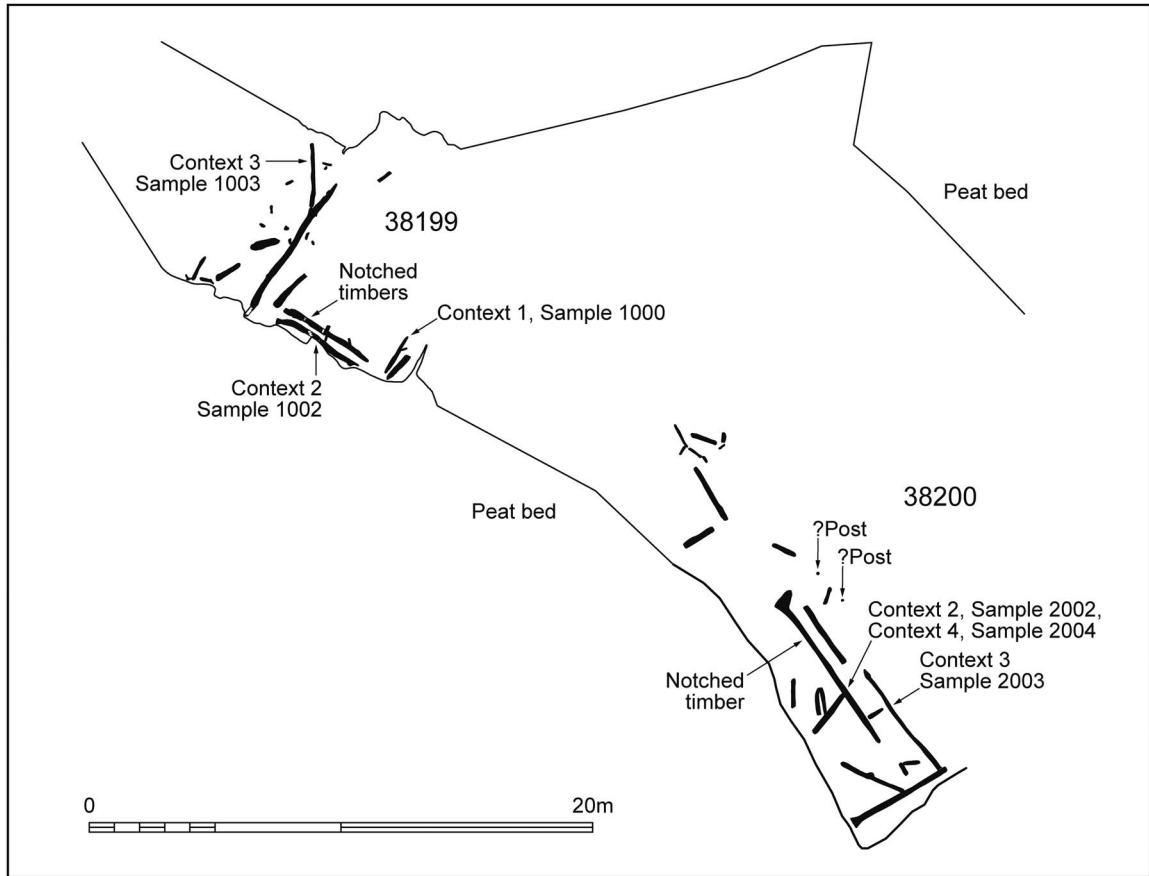 Context 3
Sample 1003
38199
Peat bed
Notched
timbers
Context 1, Sample 1000
Context 2
Sample 1002
Peat bed
38200
?Post
?Post
Context 2, Sample 2002,
Context 4, Sample 2004
Context 3
Sample 2003
Notched
timber
0
20m